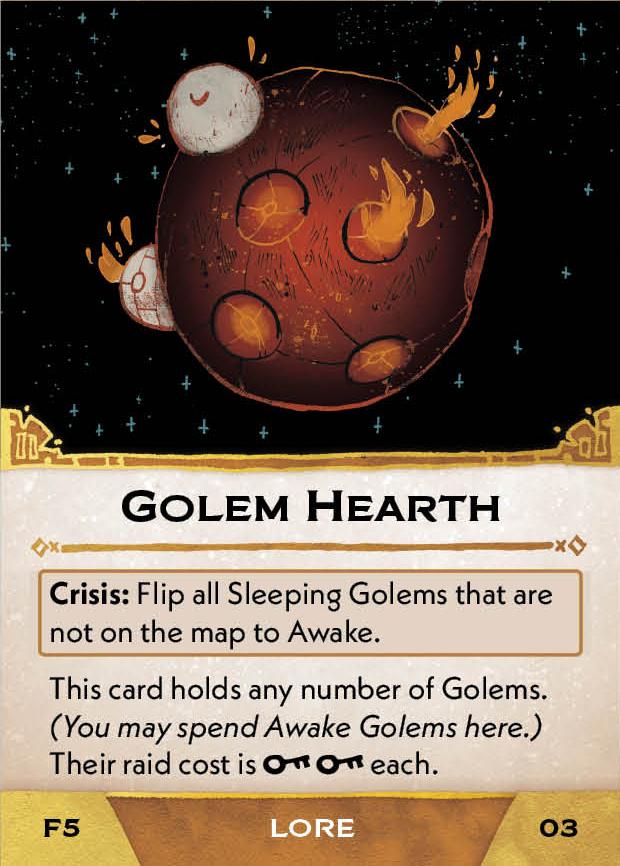 GOLEM HEARTH
Crisis: Flip all Sleeping Golems that are
not on the map to Awake.
This card holds any number of Golems.
(You may spend Awake Golems here.)
Their raid cost is each.
F5 LORE 03